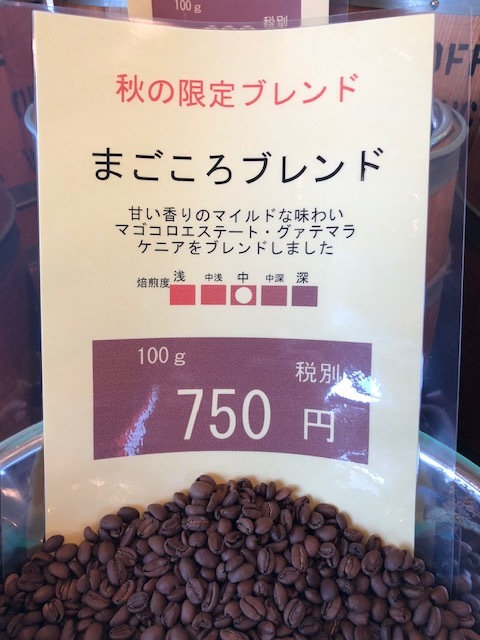 100g 税別
秋の限定ブレンド
まごころブレンド
甘い香りのマイルドな味わい
マゴコロエステート・グァテマラ
ケニアをブレンドしました
焙煎度 浅 中浅 中 中深 深
100g
税別
750円